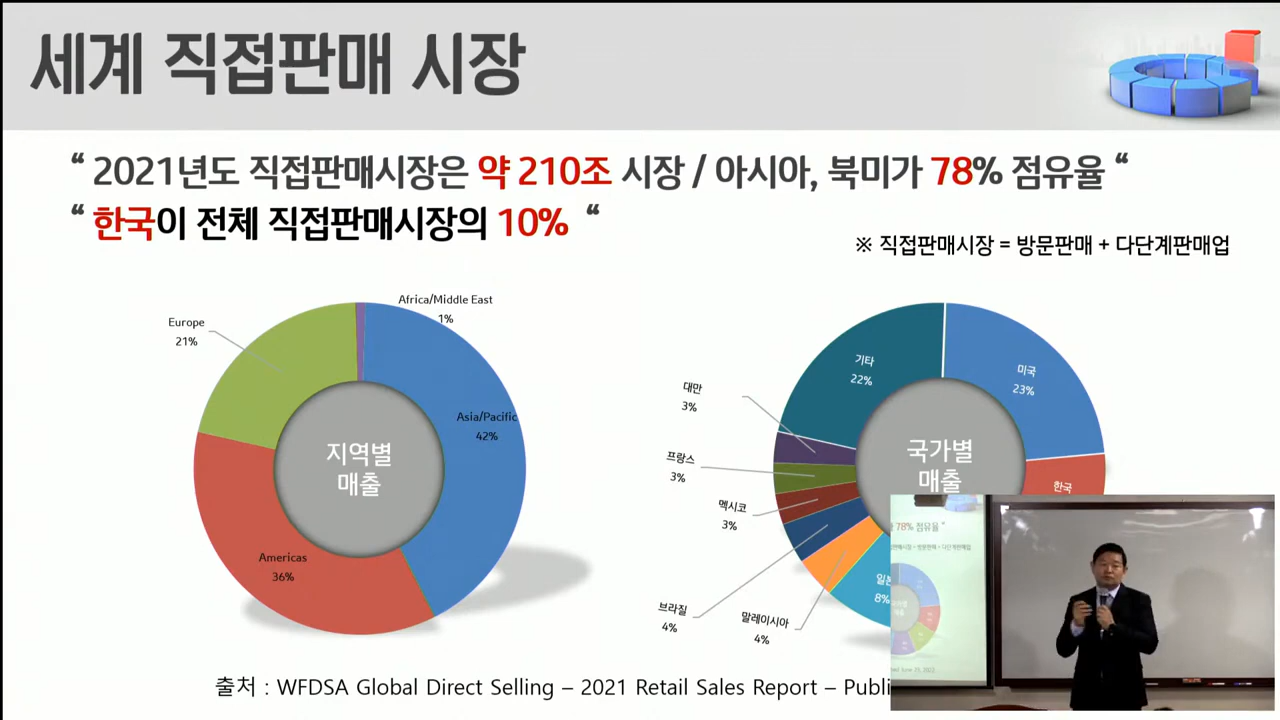 세계 직접판매 시장
“ 2021년도 직접판매시장은 약 210조 시장 / 아시아, 북미가 78% 점유율 “
“ 한국이 전체 직접판매시장의 10% “
※ 직접판매시장 = 방문판매 + 다단계판매업
Africa/Middle East
1%
Europe
21%
Asia/Pacific
42%
Americas
36%
지역별
매출
기타
22%
미국
23%
대만
3%
프랑스
3%
멕시코
3%
브라질
4%
말레이시아
4%
일본
8%
한국
국가별
매출
78% 점유율 “
출처 : WFDSA Global Direct Selling – 2021 Retail Sales Report – Publi